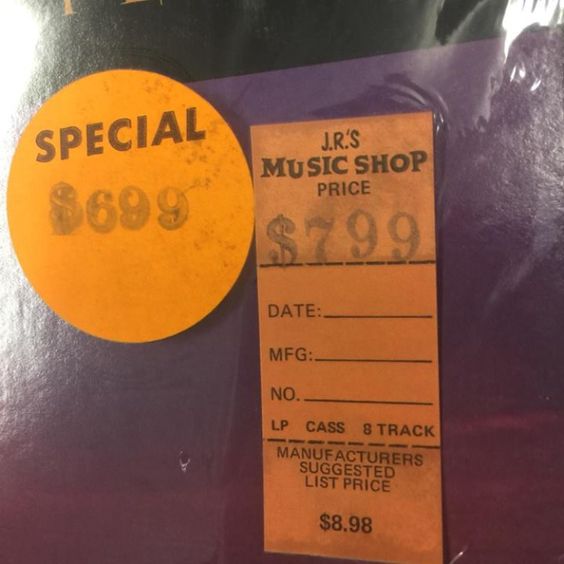 SPECIAL
$699
J.R.'S
MUSIC SHOP
PRICE
$799
DATE:
MFG:
NO.
LP CASS 8 TRACK
MANUFACTURERS
SUGGESTED
LIST PRICE
$8.98